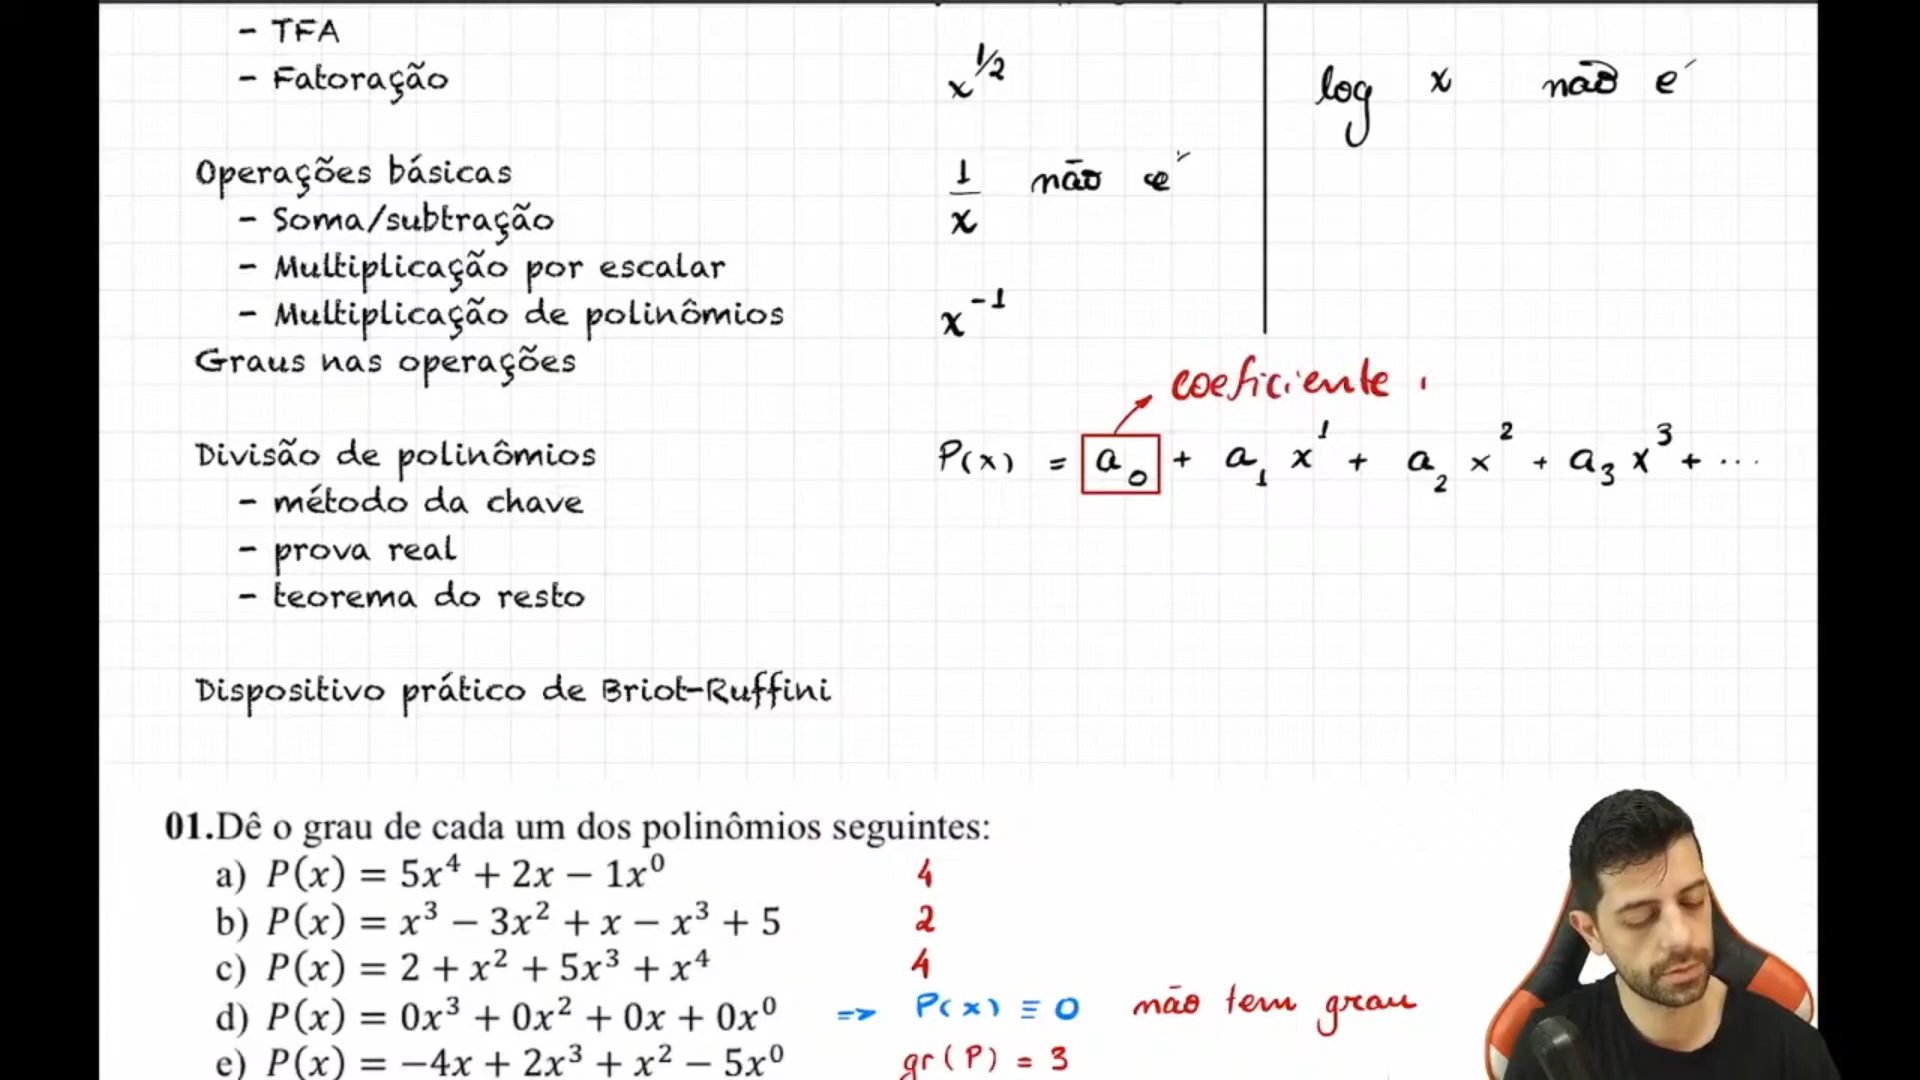 - TFA
- Fatoração
Operações básicas
- Soma/subtração
- Multiplicação por escalar
- Multiplicação de polinômios
Graus nas operações
Divisão de polinômios
- método da chave
- prova real
- teorema do resto
Dispositivo prático de Briot-Ruffini
x^{1/2}
1/x não é
x^{-1}
log x não é
coeficiente
P(x) = a_0 + a_1 x^1 + a_2 x^2 + a_3 x^3 + ...
01.Dê o grau de cada um dos polinômios seguintes:
a) P(x) = 5x⁴ + 2x − 1x⁰ 4
b) P(x) = x³ − 3x² + x − x³ + 5 2
c) P(x) = 2 + x² + 5x³ + x⁴ 4
d) P(x) = 0x³ + 0x² + 0x + 0x⁰ => P(x) ≡ 0 não tem grau
e) P(x) = −4x + 2x³ + x² − 5x⁰ gr(P) = 3